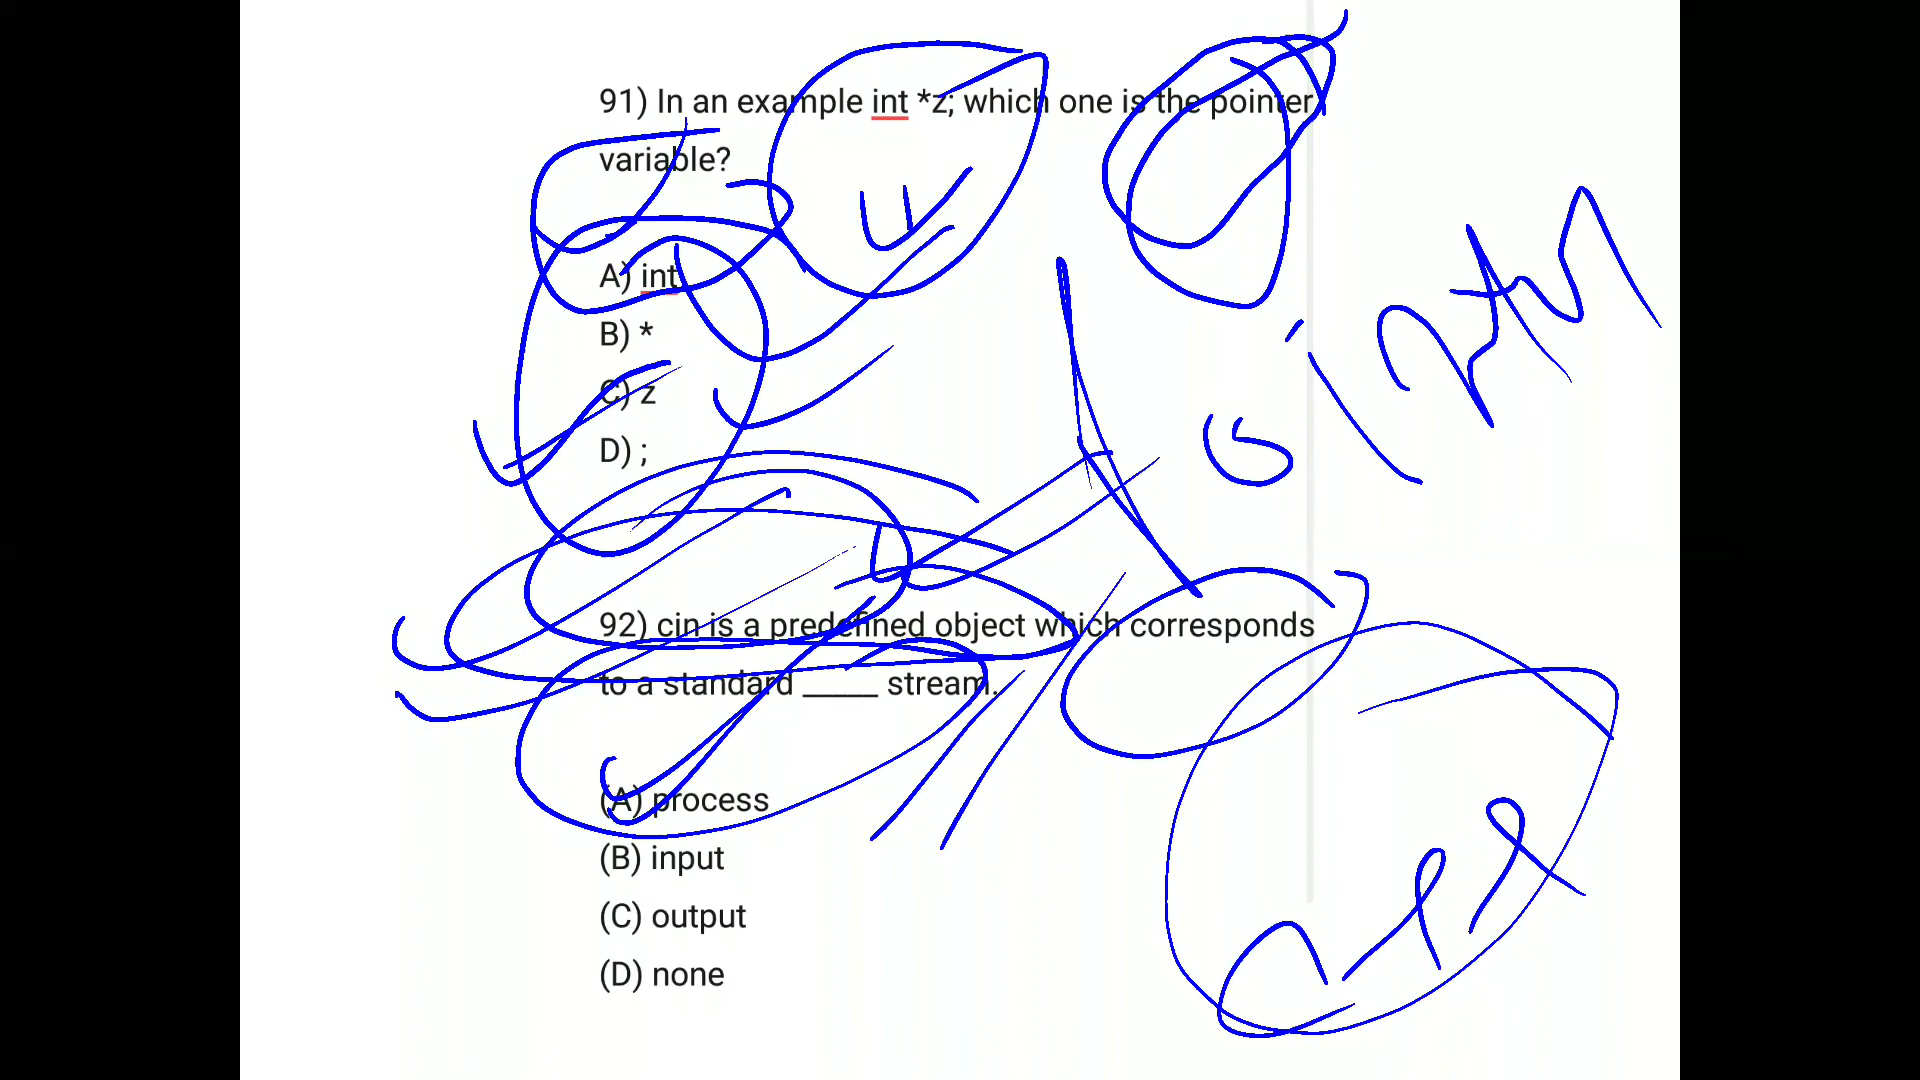 91) In an example int *z; which one is the pointer
variable?
A) int
B) *
C) z
D) ;
92) cin is a predefined object which corresponds
to a standard _____ stream.
(A) process
(B) input
(C) output
(D) none